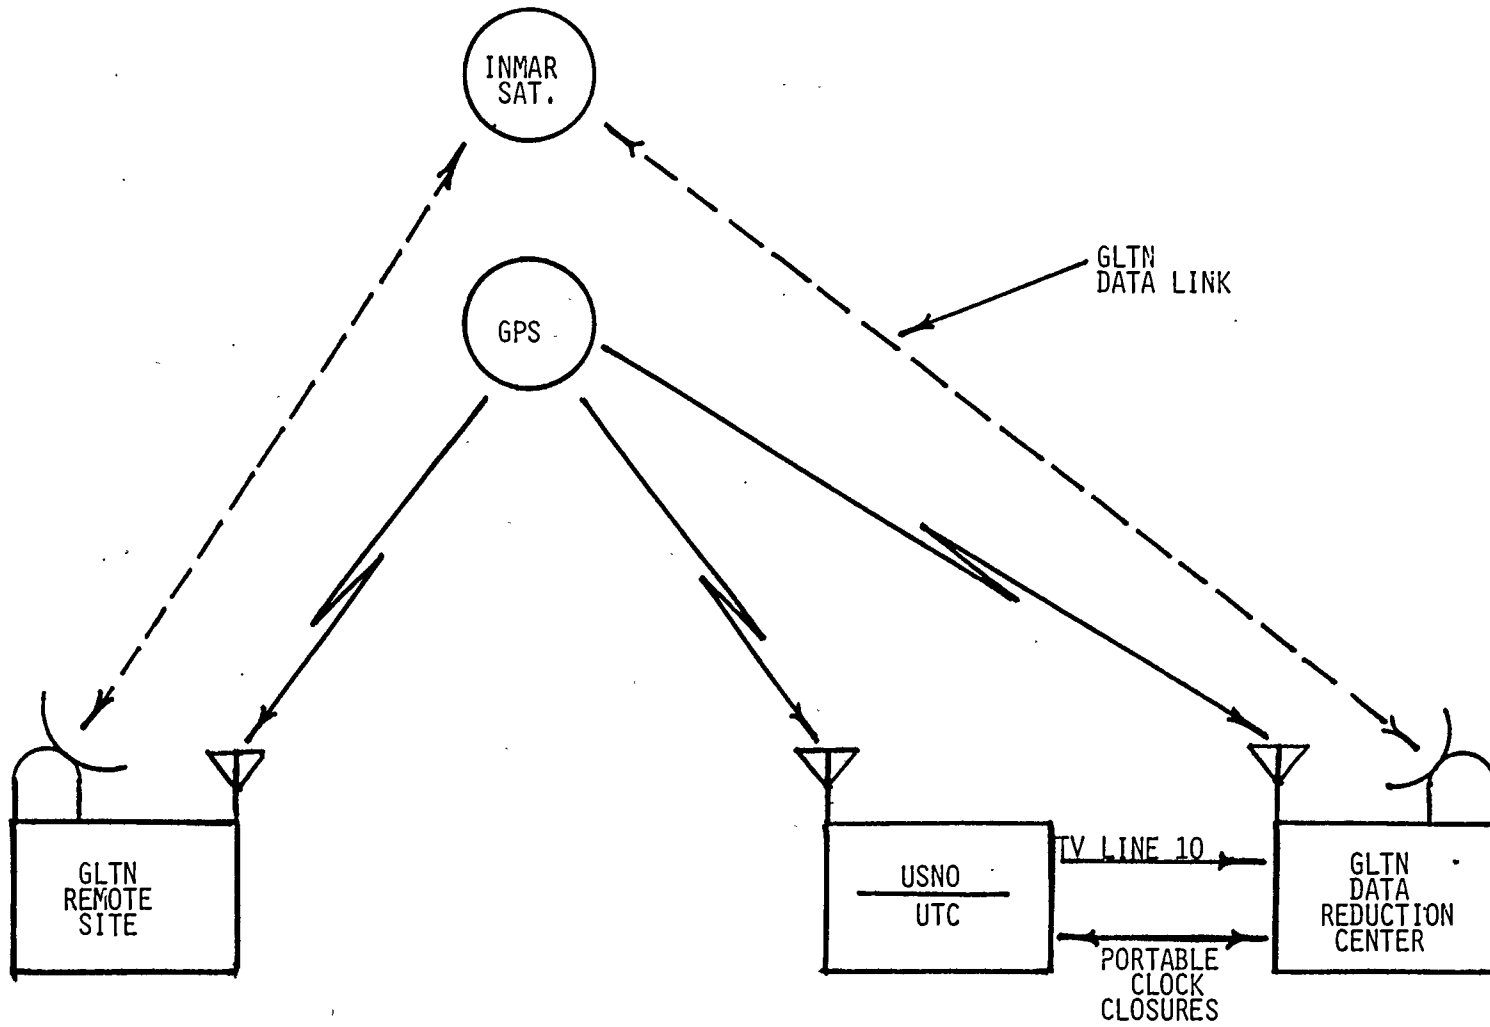 INMAR
SAT.
GPS
GLTN
DATA LINK
GLTN
REMOTE
SITE
USNO
UTC
TV LINE 10
PORTABLE
CLOCK
CLOSURES
GLTN
DATA
REDUCTION
CENTER